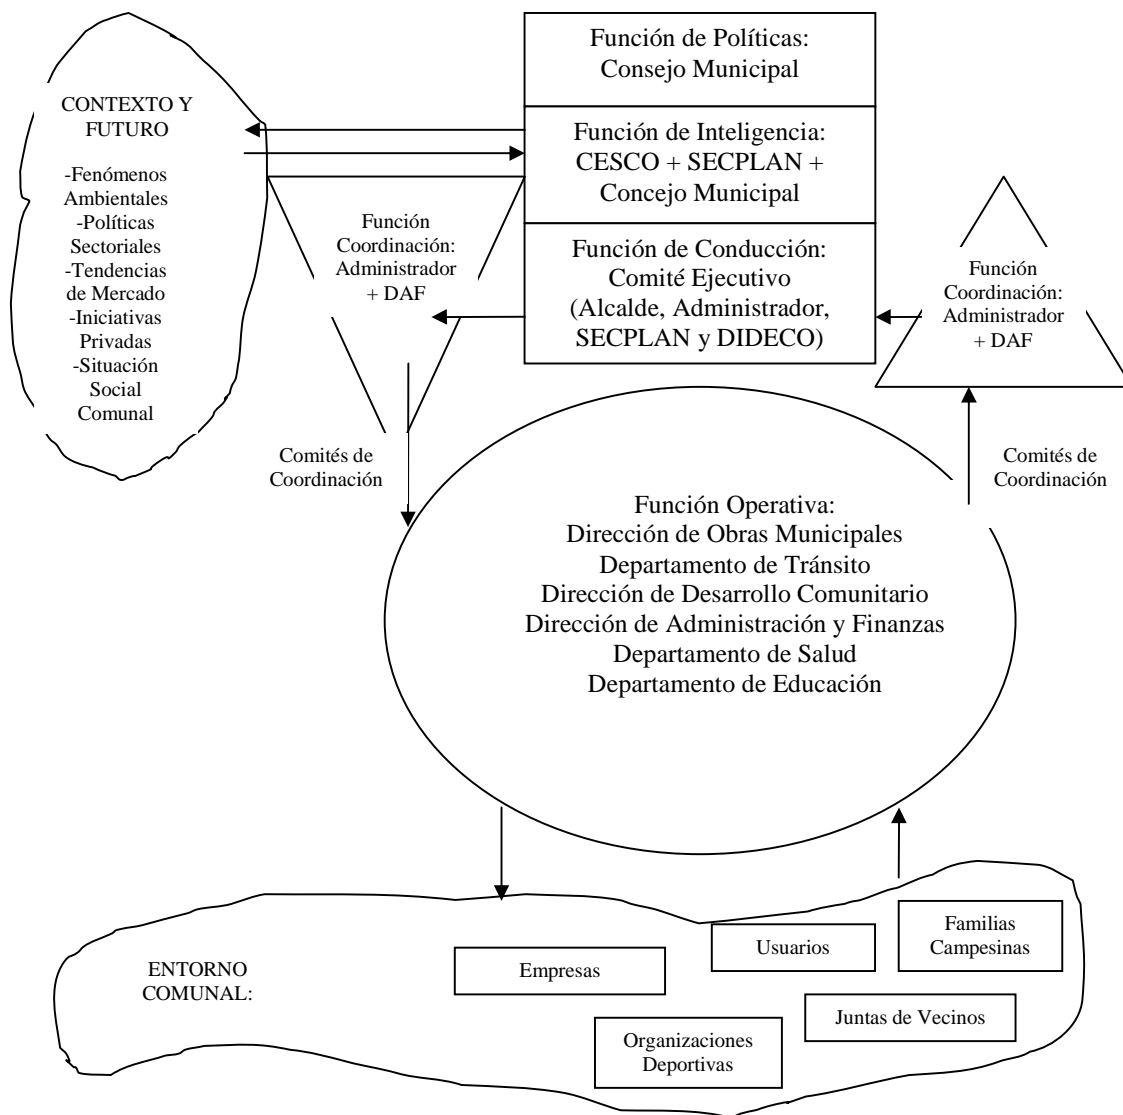 Función de Políticas:
Consejo Municipal
CONTEXTO Y
FUTURO
-Fenómenos
Ambientales
-Políticas
Sectoriales
-Tendencias
de Mercado
-Iniciativas
Privadas
-Situación
Social
Comunal
Función de Inteligencia:
CESCO + SECPLAN +
Concejo Municipal
Función
Coordinación:
Administrador
+ DAF
Función de Conducción:
Comité Ejecutivo
(Alcalde, Administrador,
SECPLAN y DIDECO)
Función
Coordinación:
Administrador
+ DAF
Comités de
Coordinación
Comités de
Coordinación
Función Operativa:
Dirección de Obras Municipales
Departamento de Tránsito
Dirección de Desarrollo Comunitario
Dirección de Administración y Finanzas
Departamento de Salud
Departamento de Educación
ENTORNO
COMUNAL:
Empresas
Usuarios
Familias
Campesinas
Organizaciones
Deportivas
Juntas de Vecinos